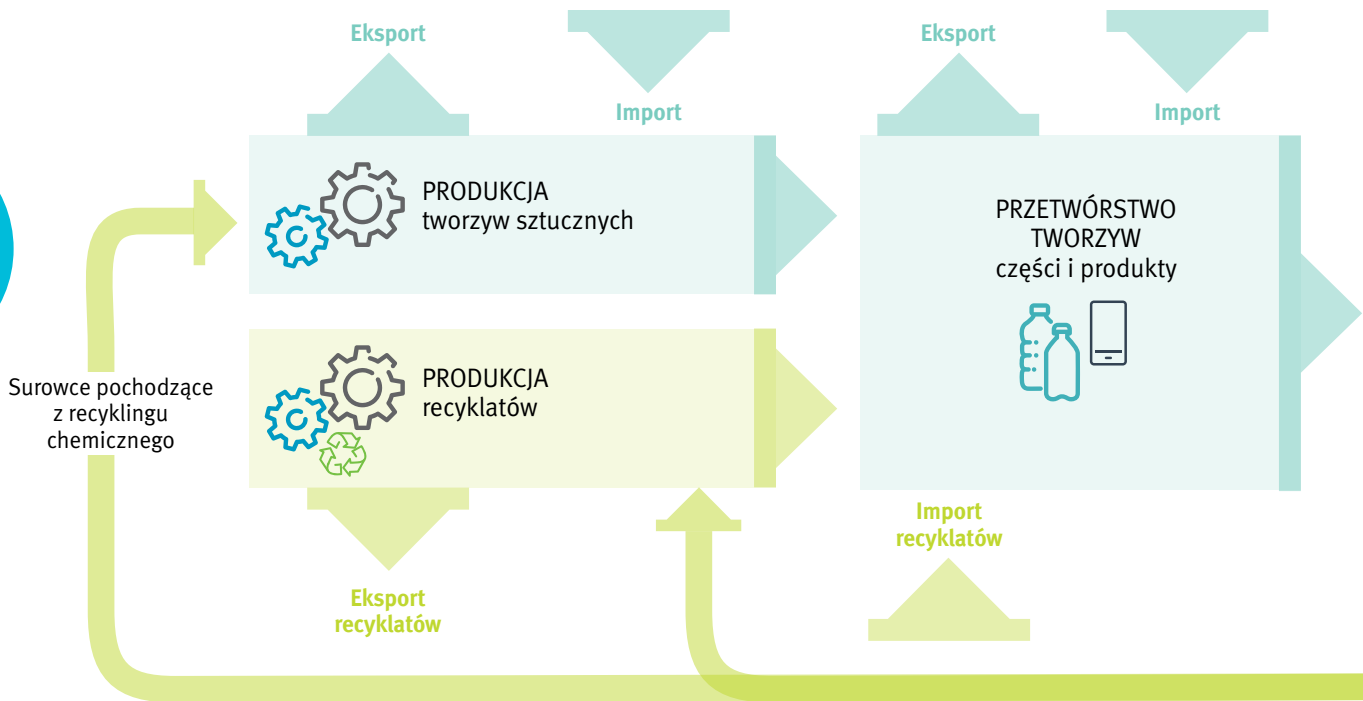 Eksport
Import
Eksport
Import
PRODUKCJA
tworzyw sztucznych
PRZETWÓRSTWO
TWORZYW
części i produkty
Surowce pochodzące
z recyklingu
chemicznego
PRODUKCJA
recyklatów
Eksport
recyklatów
Import
recyklatów